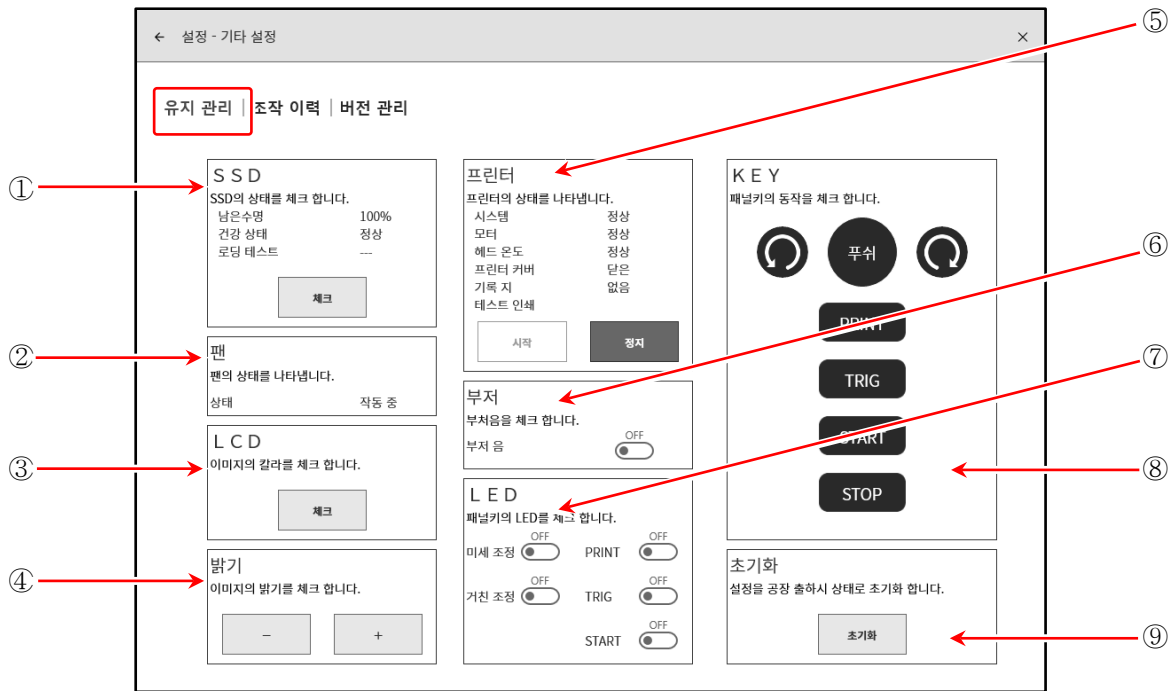 ← 설정 - 기타 설정 ×
유지 관리 | 조작 이력 | 버전 관리
①
SSD
SSD의 상태를 체크 합니다.
남은수명 100%
건강 상태 정상
로딩 테스트 ---
체크
②
팬
팬의 상태를 나타냅니다.
상태 작동 중
③
LCD
이미지의 칼라를 체크 합니다.
체크
④
밝기
이미지의 밝기를 체크 합니다.
− +
⑤
프린터
프린터의 상태를 나타냅니다.
시스템 정상
모터 정상
헤드 온도 정상
프린터 커버 닫은
기록 지 없음
테스트 인쇄
시작 정지
⑥
부저
부처음을 체크 합니다.
부저 음 OFF
⑦
LED
패널키의 LED를 체크 합니다.
미세 조정 OFF PRINT OFF
거친 조정 OFF TRIG OFF
START OFF
KEY
패널키의 동작을 체크 합니다.
푸쉬
PRINT
TRIG
START
STOP
⑧
초기화
설정을 공장 출하시 상태로 초기화 합니다.
초기화
⑨